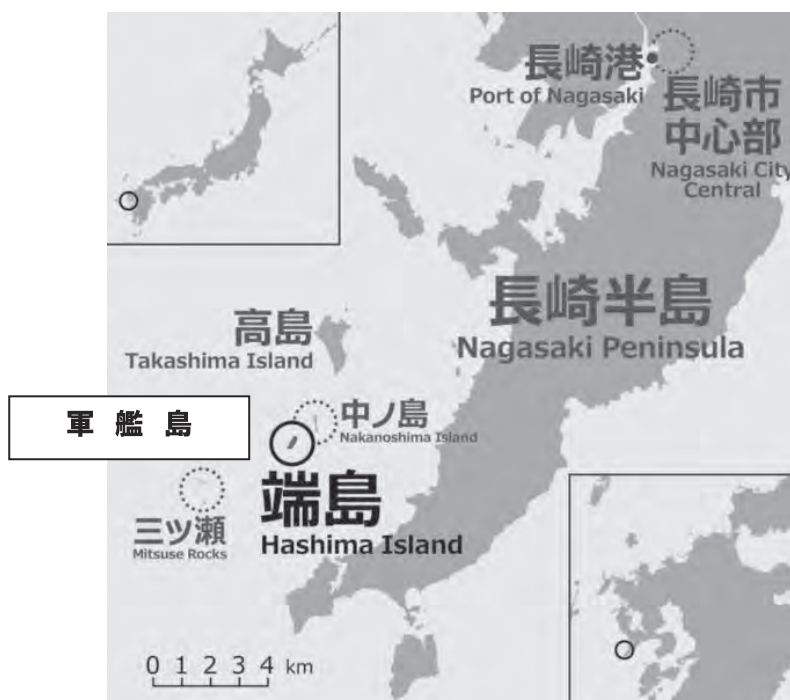 長崎港
Port of Nagasaki
長崎市
中心部
Nagasaki City
Central
長崎半島
Nagasaki Peninsula
高島
Takashima Island
軍艦島
中ノ島
Nakanoshima Island
端島
Hashima Island
三ツ瀬
Mitsuse Rocks
0 1 2 3 4 km